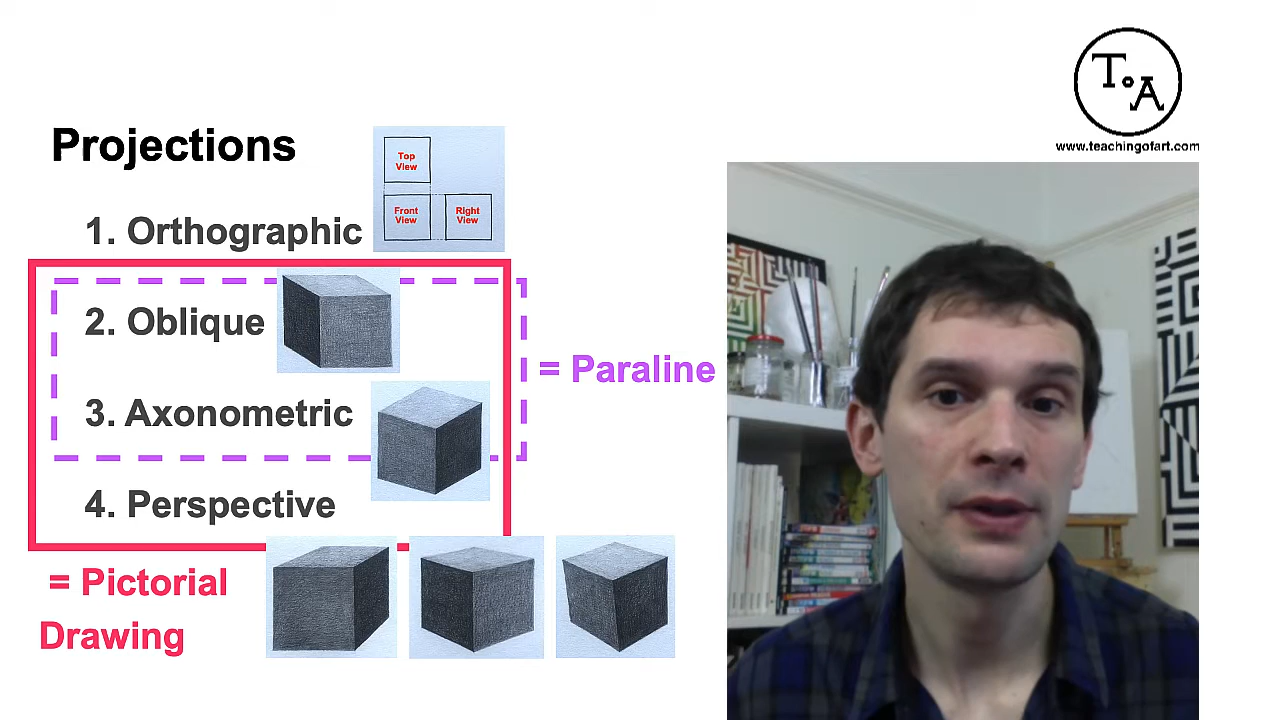 T.A
www.teachingofart.com
Projections
Top
View
Front
View
Right
View
1. Orthographic
2. Oblique
= Paraline
3. Axonometric
4. Perspective
= Pictorial
Drawing